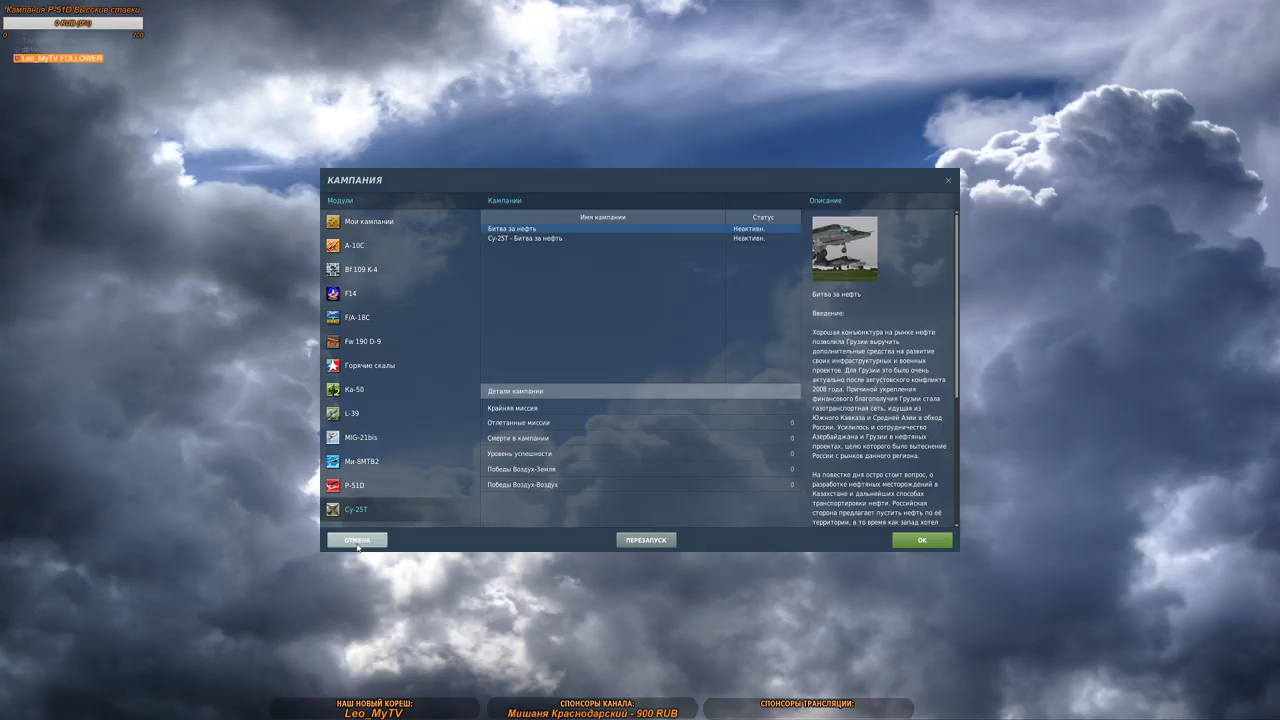 *Кампания P-51D Высокие ставки
0 RUB (0%)
0
200
Leo_MyTV FOLLOWER
КАМПАНИЯ
Модули
Кампании
Описание
Мои кампании
A-10C
Bf 109 K-4
F14
F/A-18C
Fw 190 D-9
Горячие скалы
Ka-50
L-39
MIG-21bis
Ми-8МТВ2
P-51D
Су-25Т
Имя кампании
Статус
Битва за нефть
Неактивн.
Су-25Т - Битва за нефть
Неактивн.
Детали кампании
Крайняя миссия
Отлетанные миссии 0
Смерти в кампании 0
Уровень успешности 0
Победы Воздух-Земля 0
Победы Воздух-Воздух 0
Битва за нефть
Введение:
Хорошая конъюнктура на рынке нефти
позволила Грузии выручить
дополнительные средства на развитие
своих инфраструктурных и военных
проектов. Для Грузии это было очень
актуально после августовского конфликта
2008 года. Причиной укрепления
финансового благополучия Грузии стала
газотранспортная сеть, идущая из
Южного Кавказа и Средней Азии в обход
России. Усилилось и сотрудничество
Азербайджана и Грузии в нефтяных
проектах, целю которого было вытеснение
России с рынков данного региона.
На повестке дня остро стоит вопрос, о
разработке нефтяных месторождений в
Казахстане и дальнейших способах
транспортировки нефти. Российская
сторона предлагает пустить нефть по её
территории, в то время как запад хотел
ОТМЕНА
ПЕРЕЗАПУСК
OK
НАШ НОВЫЙ КОРЕШ:
Leo_MyTV
СПОНСОРЫ КАНАЛА:
Мишаня Краснодарский - 900 RUB
СПОНСОРЫ ТРАНСЛЯЦИИ: